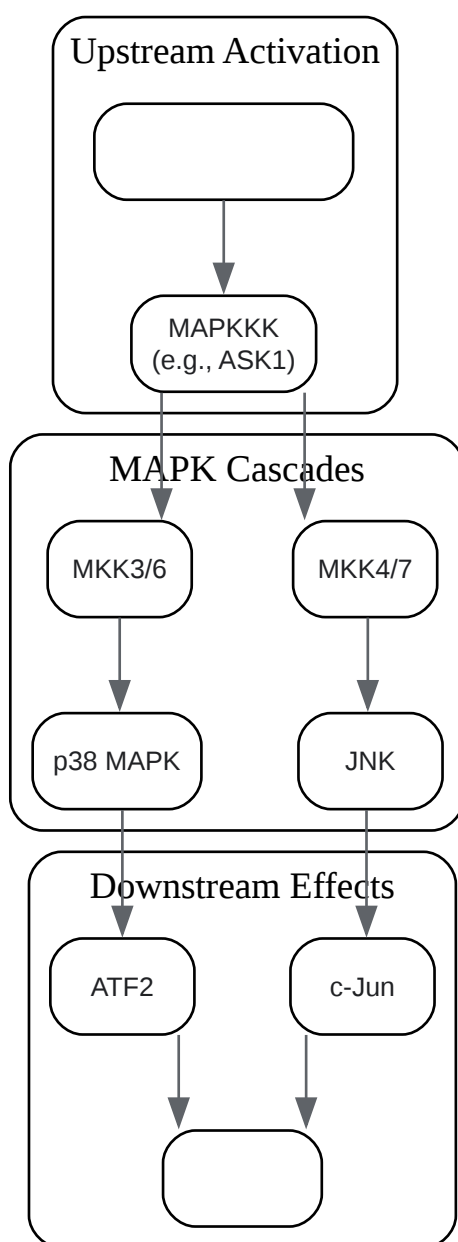 Upstream Activation
MAPKKK
(e.g., ASK1)
MAPK Cascades
MKK3/6
MKK4/7
p38 MAPK
JNK
Downstream Effects
ATF2
c-Jun